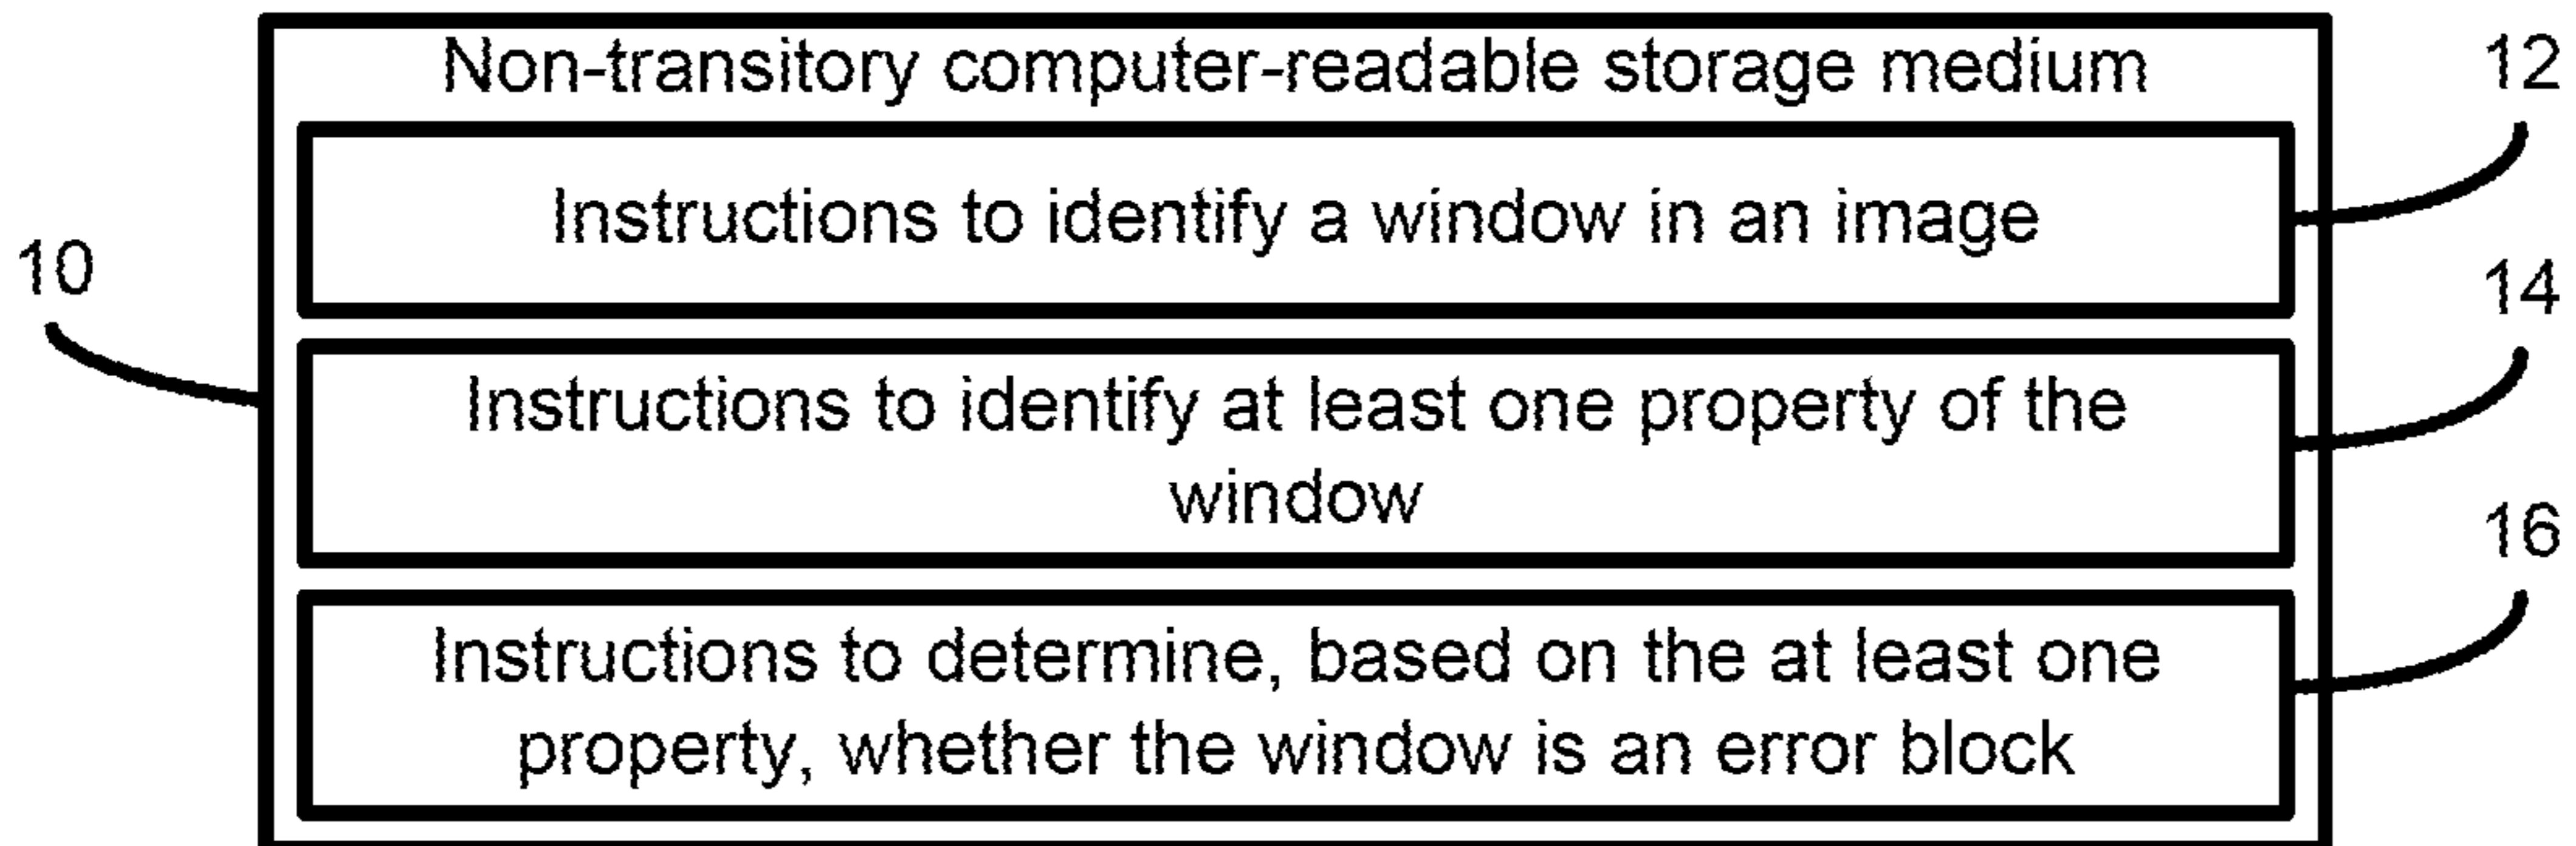 Non-transitory computer-readable storage medium
12
Instructions to identify a window in an image
10
14
Instructions to identify at least one property of the
window
16
Instructions to determine, based on the at least one
property, whether the window is an error block